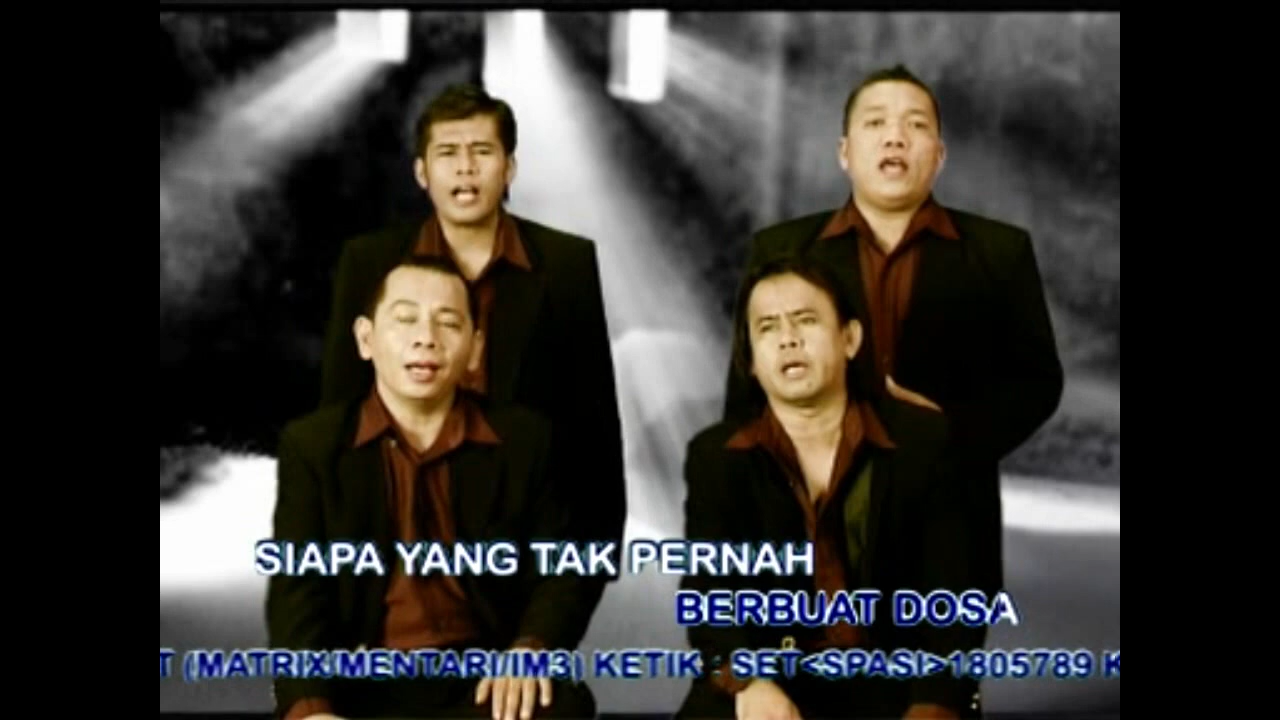 SIAPA YANG TAK PERNAH
BERBUAT DOSA
T (MATRIX/MENTARI/IM3) KETIK : SET<SPASI>1805789 K